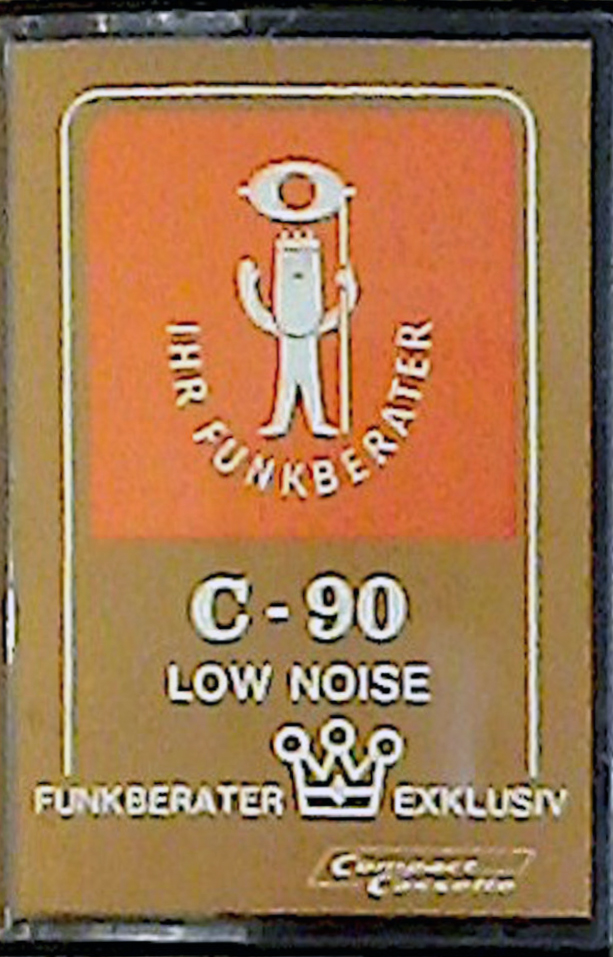 IHR FUNKBERATER
C-90
LOW NOISE
FUNKBERATER EXKLUSIV
Compact
Cassette